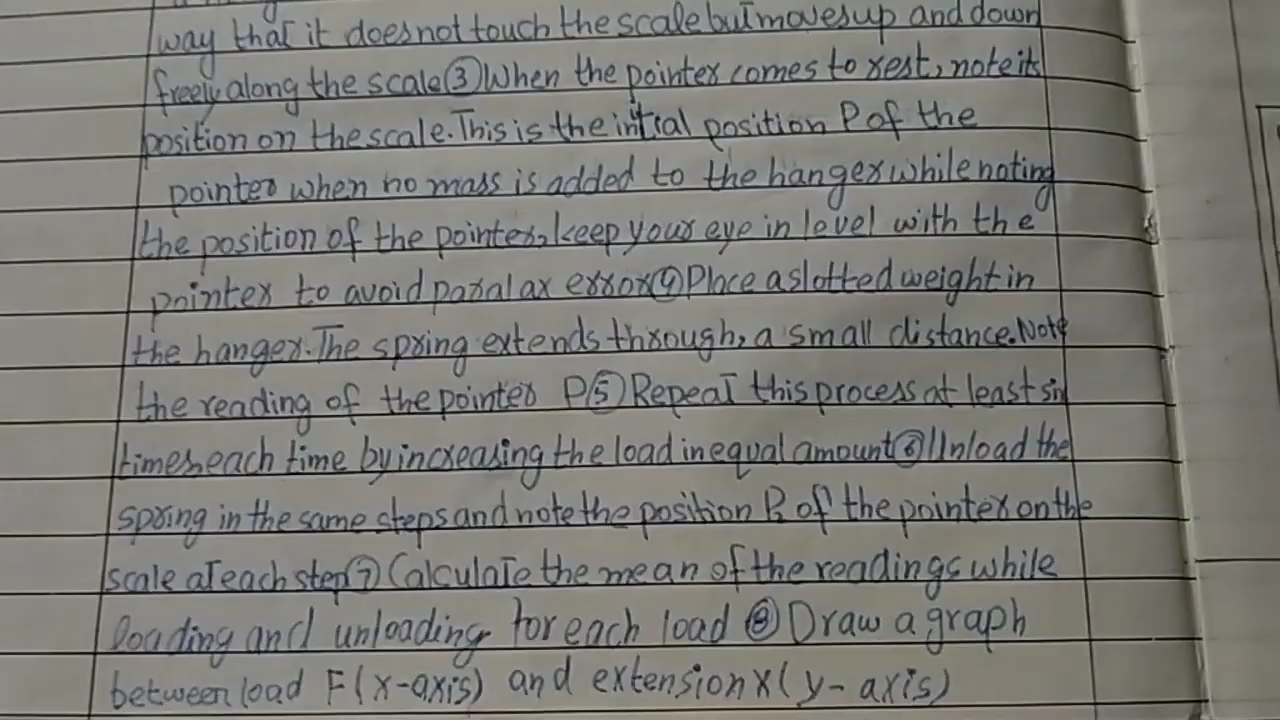 way that it does not touch the scale but moves up and down
freely along the scale ③ When the pointer comes to rest, note its
position on the scale. This is the intial position P of the
pointer when no mass is added to the hanger while noting
the position of the pointer, keep your eye in level with the
pointer to avoid paralax error ④ Place a slotted weight in
the hanger. The spring extends through, a small distance. Note
the reading of the pointer P ⑤ Repeat this process at least six
times, each time by increasing the load in equal amount ⑥ Unload the
spring in the same steps and note the position P₂ of the pointer on the
scale at each step ⑦ Calculate the mean of the readings while
loading and unloading for each load ⑧ Draw a graph
between load F (x-axis) and extension x (y-axis)